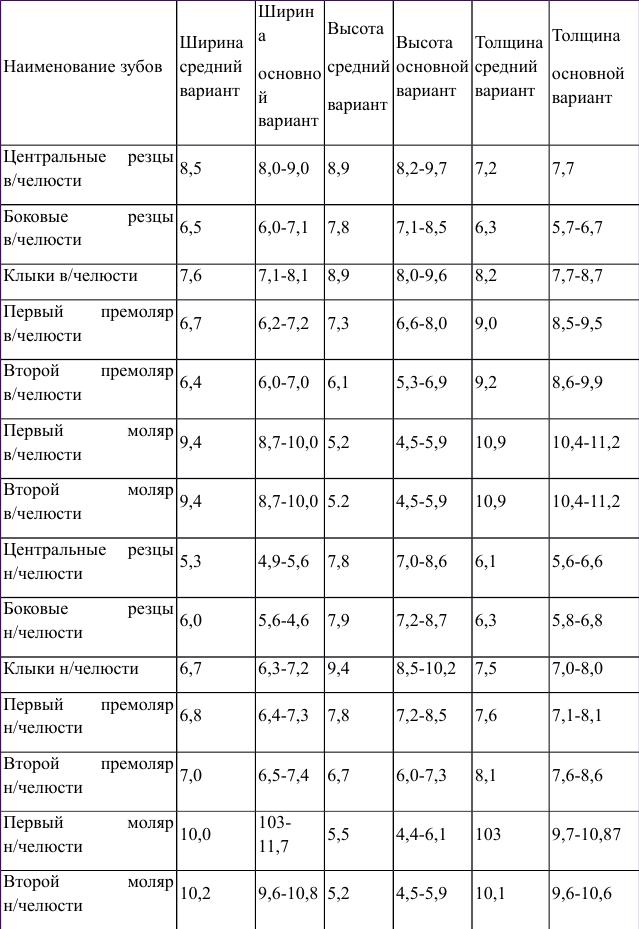 Наименование зубов Ширина средний вариант Ширина основной вариант Высота средний вариант Высота основной вариант Толщина средний вариант Толщина основной вариант
Центральные резцы в/челюсти 8,5 8,0-9,0 8,9 8,2-9,7 7,2 7,7
Боковые резцы в/челюсти 6,5 6,0-7,1 7,8 7,1-8,5 6,3 5,7-6,7
Клыки в/челюсти 7,6 7,1-8,1 8,9 8,0-9,6 8,2 7,7-8,7
Первый премоляр в/челюсти 6,7 6,2-7,2 7,3 6,6-8,0 9,0 8,5-9,5
Второй премоляр в/челюсти 6,4 6,0-7,0 6,1 5,3-6,9 9,2 8,6-9,9
Первый моляр в/челюсти 9,4 8,7-10,0 5,2 4,5-5,9 10,9 10,4-11,2
Второй моляр в/челюсти 9,4 8,7-10,0 5.2 4,5-5,9 10,9 10,4-11,2
Центральные резцы н/челюсти 5,3 4,9-5,6 7,8 7,0-8,6 6,1 5,6-6,6
Боковые резцы н/челюсти 6,0 5,6-4,6 7,9 7,2-8,7 6,3 5,8-6,8
Клыки н/челюсти 6,7 6,3-7,2 9,4 8,5-10,2 7,5 7,0-8,0
Первый премоляр н/челюсти 6,8 6,4-7,3 7,8 7,2-8,5 7,6 7,1-8,1
Второй премоляр н/челюсти 7,0 6,5-7,4 6,7 6,0-7,3 8,1 7,6-8,6
Первый моляр н/челюсти 10,0 103-11,7 5,5 4,4-6,1 103 9,7-10,87
Второй моляр н/челюсти 10,2 9,6-10,8 5,2 4,5-5,9 10,1 9,6-10,6